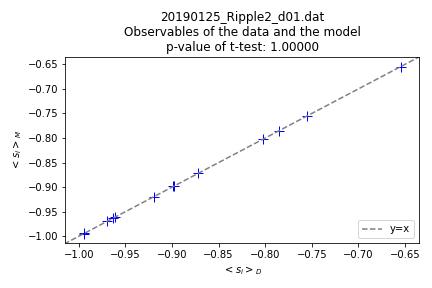 20190125_Ripple2_d01.dat
Observables of the data and the model
p-value of t-test: 1.00000
−0.65
−0.70
−0.75
−0.80
−0.85
−0.90
−0.95
−1.00
< s_i >_M
y=x
−1.00 −0.95 −0.90 −0.85 −0.80 −0.75 −0.70 −0.65
< s_i >_D